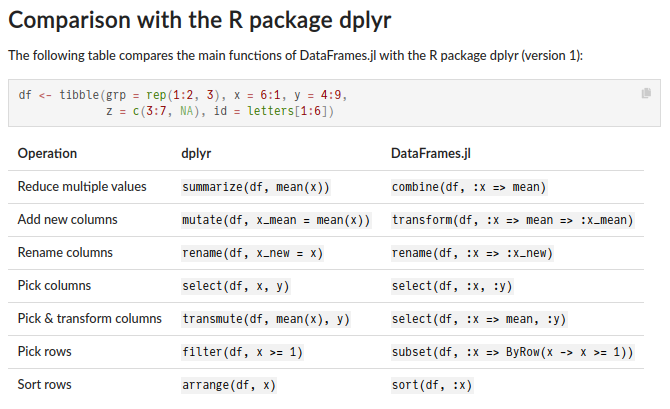 Comparison with the R package dplyr
The following table compares the main functions of DataFrames.jl with the R package dplyr (version 1):
df <- tibble(grp = rep(1:2, 3), x = 6:1, y = 4:9,
             z = c(3:7, NA), id = letters[1:6])
Operation dplyr DataFrames.jl
Reduce multiple values summarize(df, mean(x)) combine(df, :x => mean)
Add new columns mutate(df, x_mean = mean(x)) transform(df, :x => mean => :x_mean)
Rename columns rename(df, x_new = x) rename(df, :x => :x_new)
Pick columns select(df, x, y) select(df, :x, :y)
Pick & transform columns transmute(df, mean(x), y) select(df, :x => mean, :y)
Pick rows filter(df, x >= 1) subset(df, :x => ByRow(x -> x >= 1))
Sort rows arrange(df, x) sort(df, :x)